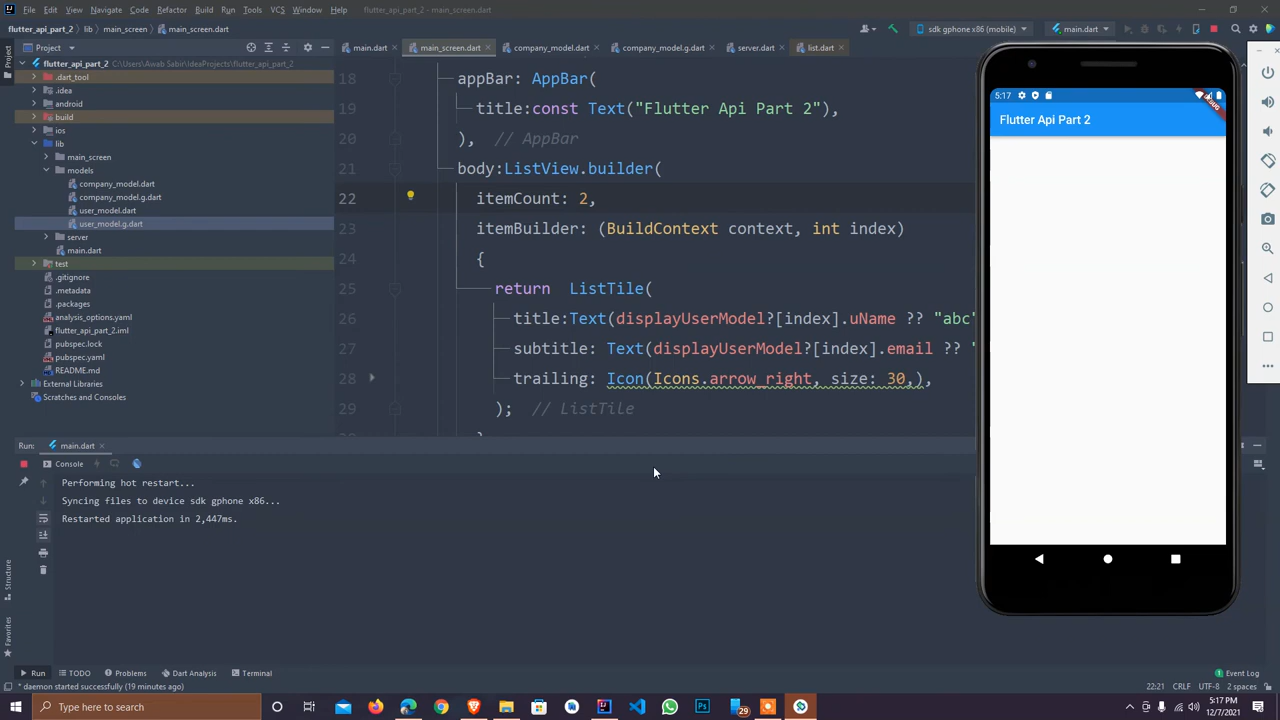 File Edit View Navigate Code Refactor Build Run Tools VCS Window Help flutter_api_part_2 - main_screen.dart
flutter_api_part_2 lib main_screen main_screen.dart
sdk gphone x86 (mobile) main.dart
Project
main.dart main_screen.dart company_model.dart company_model.g.dart server.dart list.dart
flutter_api_part_2 C:\Users\Awab Sabir\IdeaProjects\flutter_api_part_2
.dart_tool
.idea
android
build
ios
lib
main_screen
models
company_model.dart
company_model.g.dart
user_model.dart
user_model.g.dart
server
main.dart
test
.gitignore
.metadata
.packages
analysis_options.yaml
flutter_api_part_2.iml
pubspec.lock
pubspec.yaml
README.md
External Libraries
Scratches and Consoles
18 appBar: AppBar(
19 title:const Text("Flutter Api Part 2"),
20 ), // AppBar
21 body:ListView.builder(
22 itemCount: 2,
23 itemBuilder: (BuildContext context, int index)
24 {
25 return ListTile(
26 title:Text(displayUserModel?[index].uName ?? "abc"
27 subtitle: Text(displayUserModel?[index].email ?? "
28 trailing: Icon(Icons.arrow_right, size: 30,),
29 ); // ListTile
5:17
DEBUG
Flutter Api Part 2
Run: main.dart
Console
Performing hot restart...
Syncing files to device sdk gphone x86...
Restarted application in 2,447ms.
Project
Structure
Favorites
Run TODO Problems Dart Analysis Terminal
Event Log
* daemon started successfully (19 minutes ago)
22:21 CRLF UTF-8 2 spaces
Type here to search
29
5:17 PM
12/7/2021